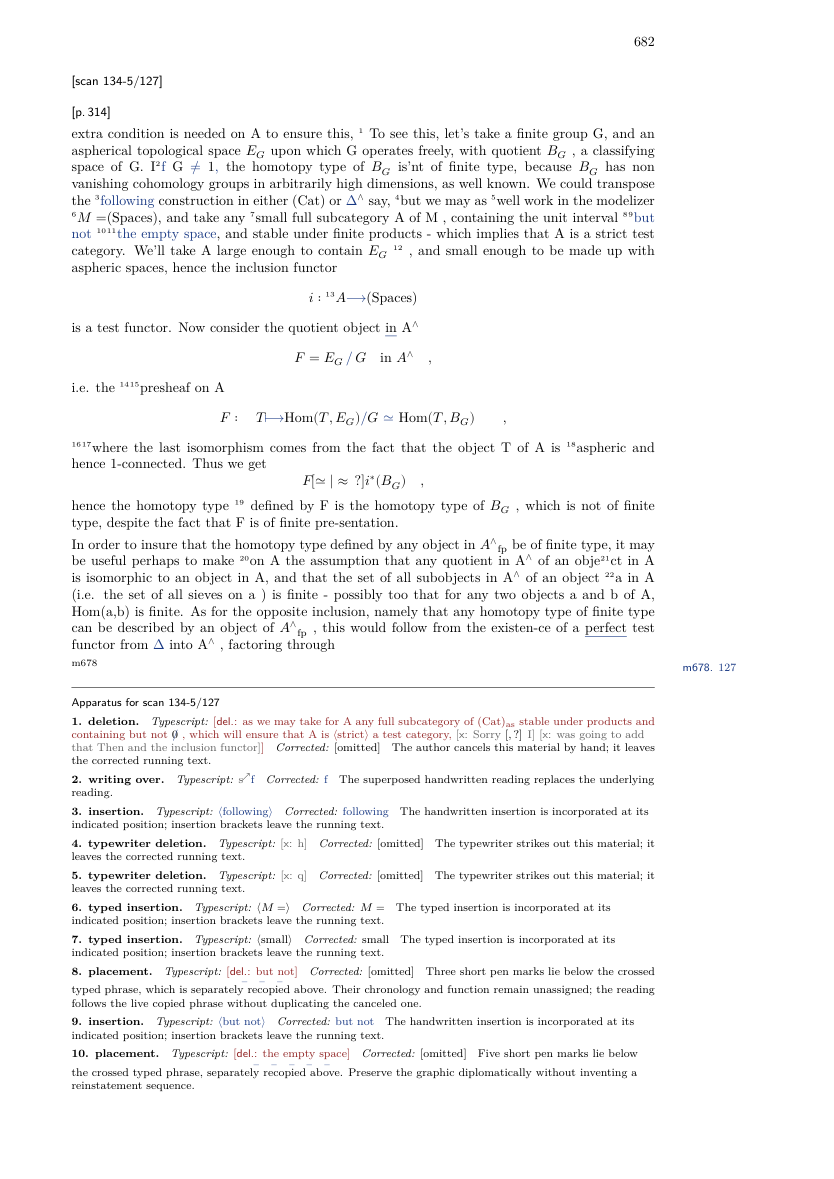 682
[scan 134-5/127]
[p. 314]
extra condition is needed on A to ensure this, ¹ To see this, let's take a finite group G, and an
aspherical topological space E_G upon which G operates freely, with quotient B_G , a classifying
space of G. I²f G ≠ 1, the homotopy type of B_G is'nt of finite type, because B_G has non
vanishing cohomology groups in arbitrarily high dimensions, as well known. We could transpose
the ³following construction in either (Cat) or Δ^ say, ⁴but we may as ⁵well work in the modelizer
⁶M =(Spaces), and take any ⁷small full subcategory A of M , containing the unit interval ⁸ ⁹but
not ¹⁰ ¹¹the empty space, and stable under finite products - which implies that A is a strict test
category. We'll take A large enough to contain E_G ¹² , and small enough to be made up with
aspheric spaces, hence the inclusion functor
i : ¹³A⟶(Spaces)
is a test functor. Now consider the quotient object in A^
F = E_G / G in A^ ,
i.e. the ¹⁴ ¹⁵presheaf on A
F : T⟼Hom(T, E_G)/G ≃ Hom(T, B_G) ,
¹⁶ ¹⁷where the last isomorphism comes from the fact that the object T of A is ¹⁸aspheric and
hence 1-connected. Thus we get
F[≃ | ≈ ?]i*(B_G) ,
hence the homotopy type ¹⁹ defined by F is the homotopy type of B_G , which is not of finite
type, despite the fact that F is of finite pre-sentation.
In order to insure that the homotopy type defined by any object in A^_fp be of finite type, it may
be useful perhaps to make ²⁰on A the assumption that any quotient in A^ of an obje²¹ct in A
is isomorphic to an object in A, and that the set of all subobjects in A^ of an object ²²a in A
(i.e. the set of all sieves on a ) is finite - possibly too that for any two objects a and b of A,
Hom(a,b) is finite. As for the opposite inclusion, namely that any homotopy type of finite type
can be described by an object of A^_fp , this would follow from the existen-ce of a perfect test
functor from Δ into A^ , factoring through
m678
m678. 127
Apparatus for scan 134-5/127
1. deletion. Typescript: [del.: as we may take for A any full subcategory of (Cat)_as stable under products and
containing but not ∅ , which will ensure that A is ⟨strict⟩ a test category, [x: Sorry [,?] I] [x: was going to add
that Then and the inclusion functor]] Corrected: [omitted] The author cancels this material by hand; it leaves
the corrected running text.
2. writing over. Typescript: s↗f Corrected: f The superposed handwritten reading replaces the underlying
reading.
3. insertion. Typescript: ⟨following⟩ Corrected: following The handwritten insertion is incorporated at its
indicated position; insertion brackets leave the running text.
4. typewriter deletion. Typescript: [x: h] Corrected: [omitted] The typewriter strikes out this material; it
leaves the corrected running text.
5. typewriter deletion. Typescript: [x: q] Corrected: [omitted] The typewriter strikes out this material; it
leaves the corrected running text.
6. typed insertion. Typescript: ⟨M =⟩ Corrected: M = The typed insertion is incorporated at its
indicated position; insertion brackets leave the running text.
7. typed insertion. Typescript: ⟨small⟩ Corrected: small The typed insertion is incorporated at its
indicated position; insertion brackets leave the running text.
8. placement. Typescript: [del.: but not] Corrected: [omitted] Three short pen marks lie below the crossed
typed phrase, which is separately recopied above. Their chronology and function remain unassigned; the reading
follows the live copied phrase without duplicating the canceled one.
9. insertion. Typescript: ⟨but not⟩ Corrected: but not The handwritten insertion is incorporated at its
indicated position; insertion brackets leave the running text.
10. placement. Typescript: [del.: the empty space] Corrected: [omitted] Five short pen marks lie below
the crossed typed phrase, separately recopied above. Preserve the graphic diplomatically without inventing a
reinstatement sequence.